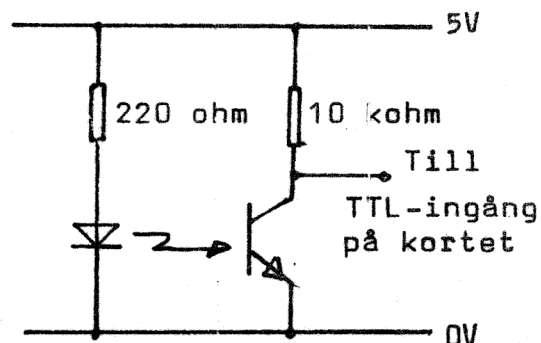 5V
220 ohm
10 kohm
Till
TTL-ingång
på kortet
0V